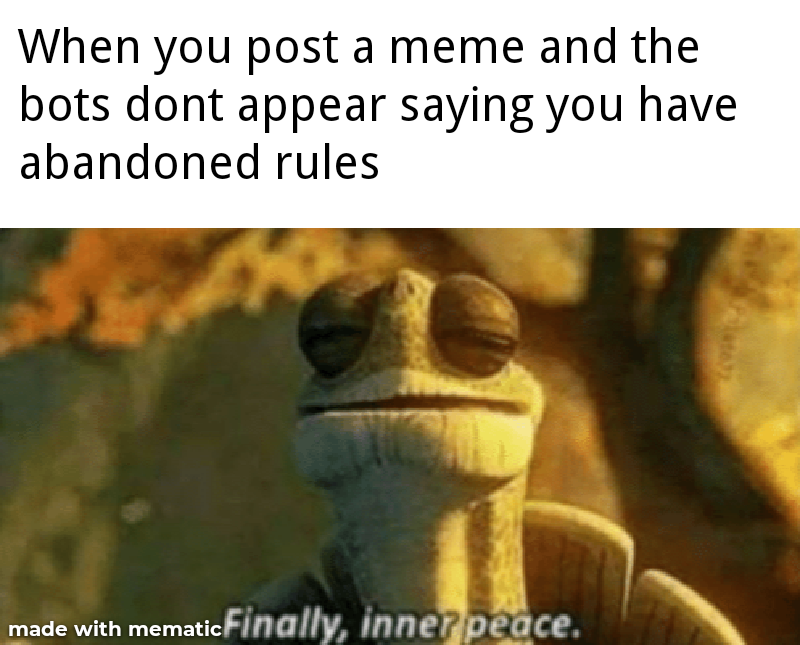 When you post a meme and the
bots dont appear saying you have
abandoned rules
made with mematic
Finally, inner peace.